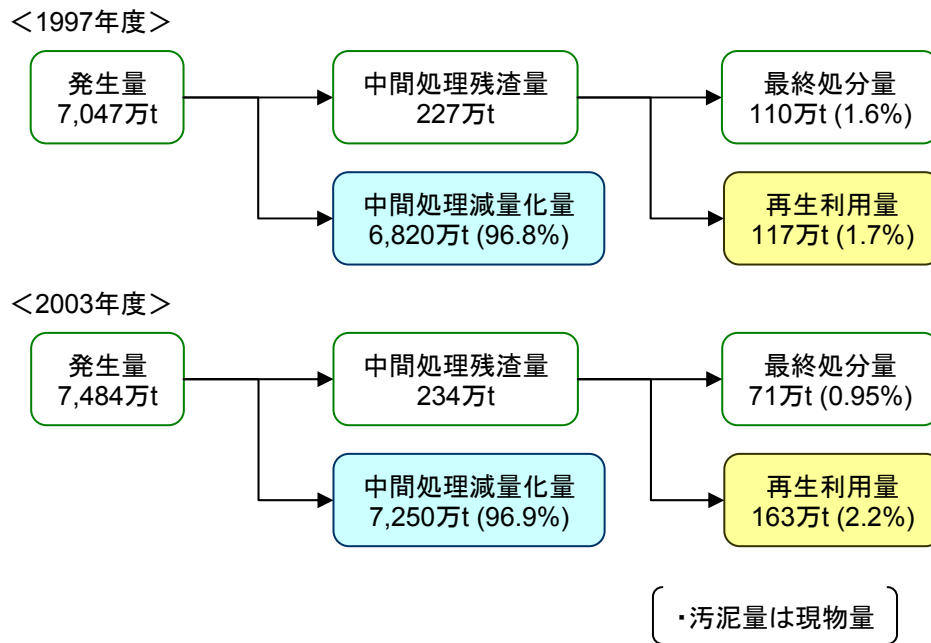 ＜1997年度＞
発生量
7,047万t
中間処理残渣量
227万t
最終処分量
110万t (1.6%)
中間処理減量化量
6,820万t (96.8%)
再生利用量
117万t (1.7%)
＜2003年度＞
発生量
7,484万t
中間処理残渣量
234万t
最終処分量
71万t (0.95%)
中間処理減量化量
7,250万t (96.9%)
再生利用量
163万t (2.2%)
・汚泥量は現物量